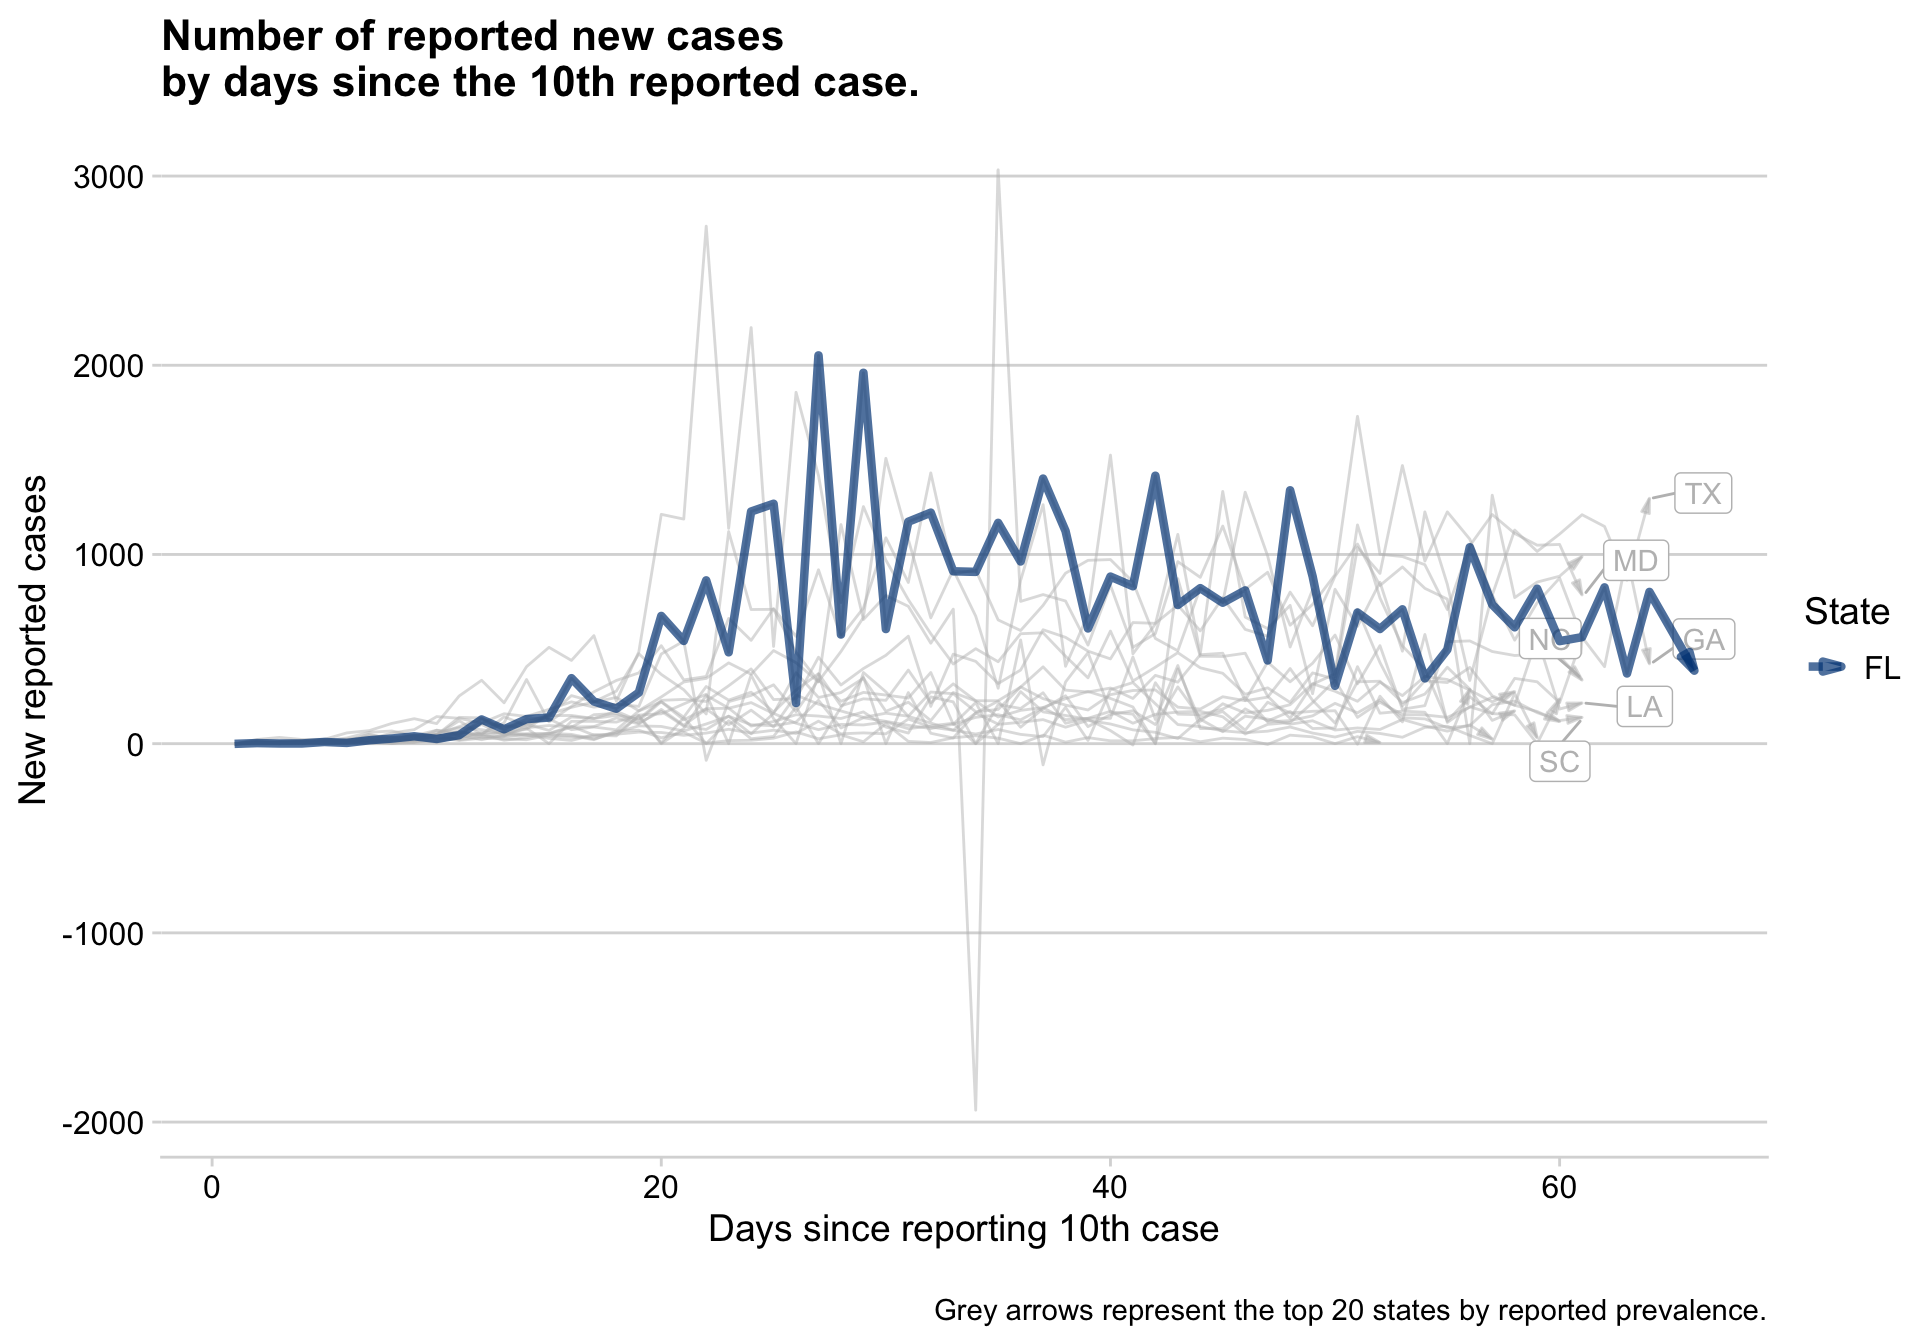 Number of reported new cases
by days since the 10th reported case.
New reported cases
3000
2000
1000
0
-1000
-2000
TX
MD
NC
GA
LA
SC
State
FL
0
20
40
60
Days since reporting 10th case
Grey arrows represent the top 20 states by reported prevalence.